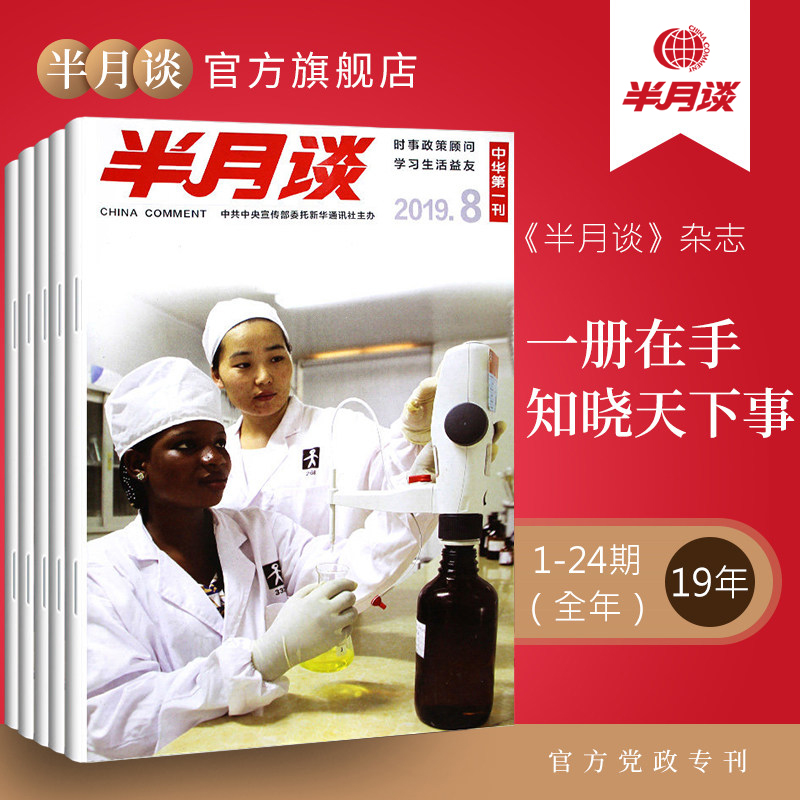 半月谈 官方旗舰店
CHINA COMMENT
半月谈
半月谈
时事政策顾问
学习生活益友
中华第一刊
CHINA COMMENT 中共中央宣传部委托新华通讯社主办
2019.8
《半月谈》杂志
一册在手
知晓天下事
1-24期
（全年）
19年
官方党政专刊